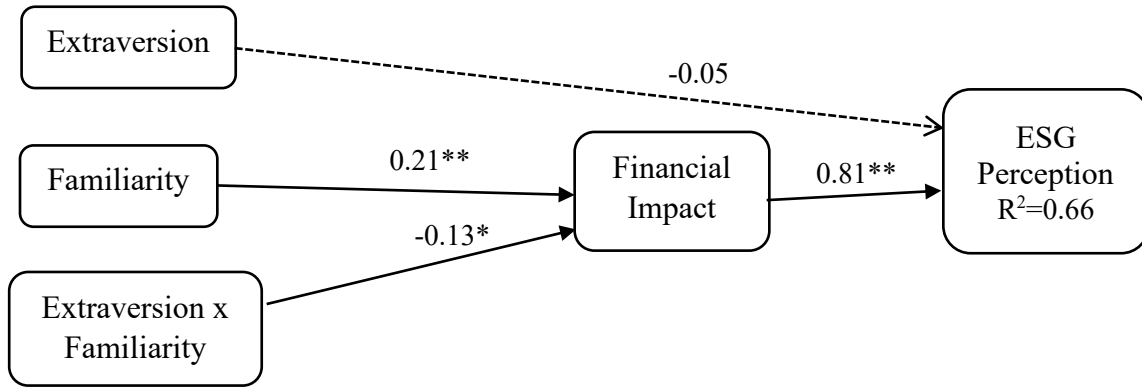 Extraversion
-0.05
ESG
Perception
R²=0.66
Familiarity
0.21**
Financial
Impact
0.81**
-0.13*
Extraversion x
Familiarity